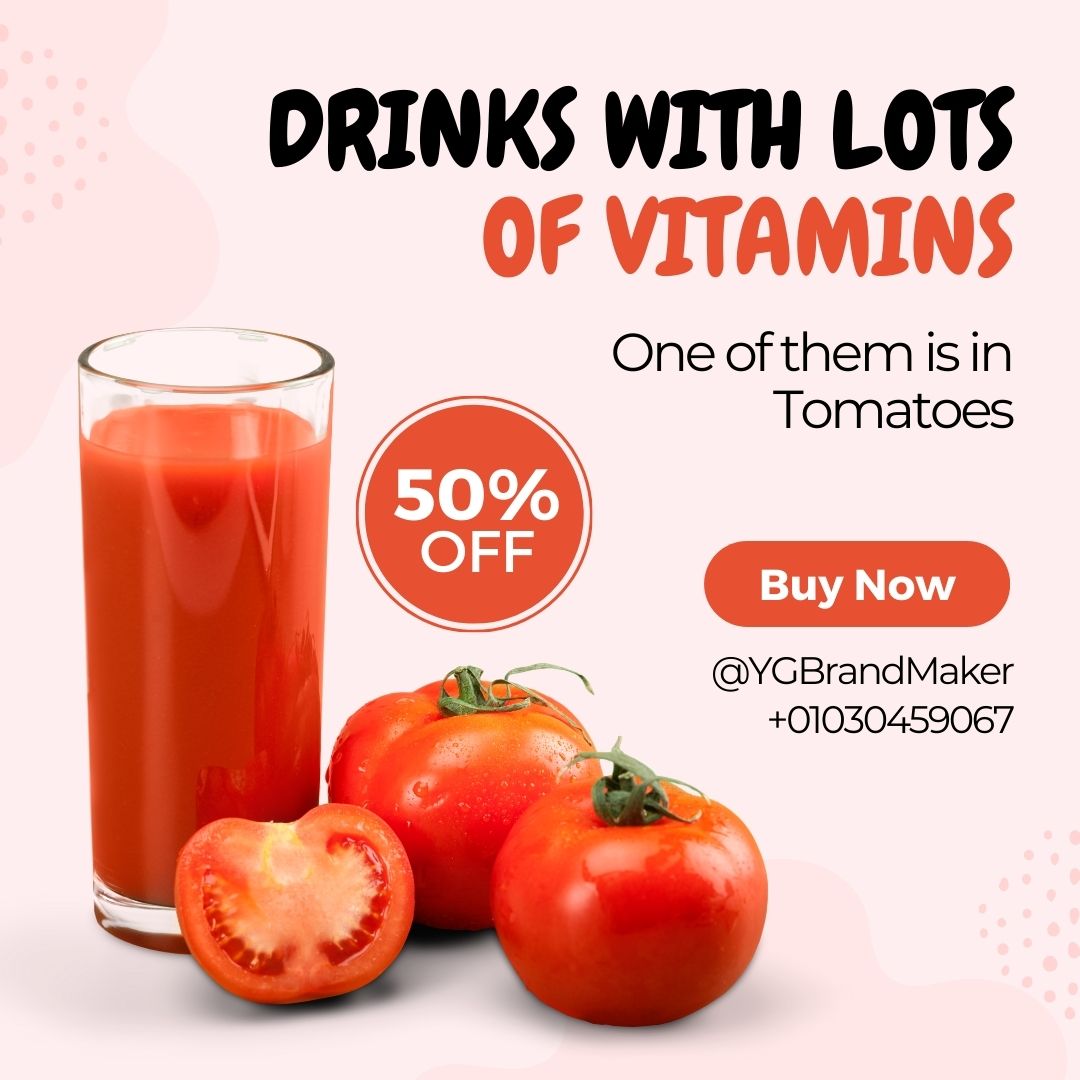 DRINKS WITH LOTS
OF VITAMINS
One of them is in
Tomatoes
50%
OFF
Buy Now
@YGBrandMaker
+01030459067